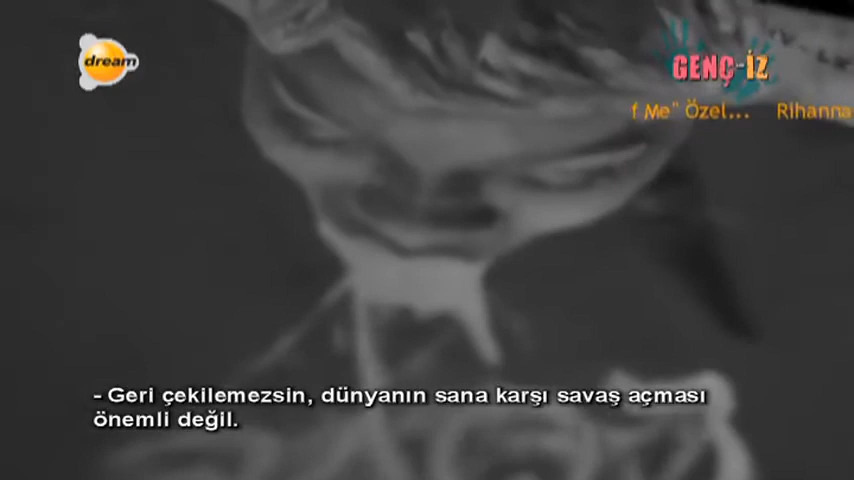 dream
GENÇ-İZ
f Me" Özel... Rihanna
- Geri çekilemezsin, dünyanın sana karşı savaş açması
önemli değil.